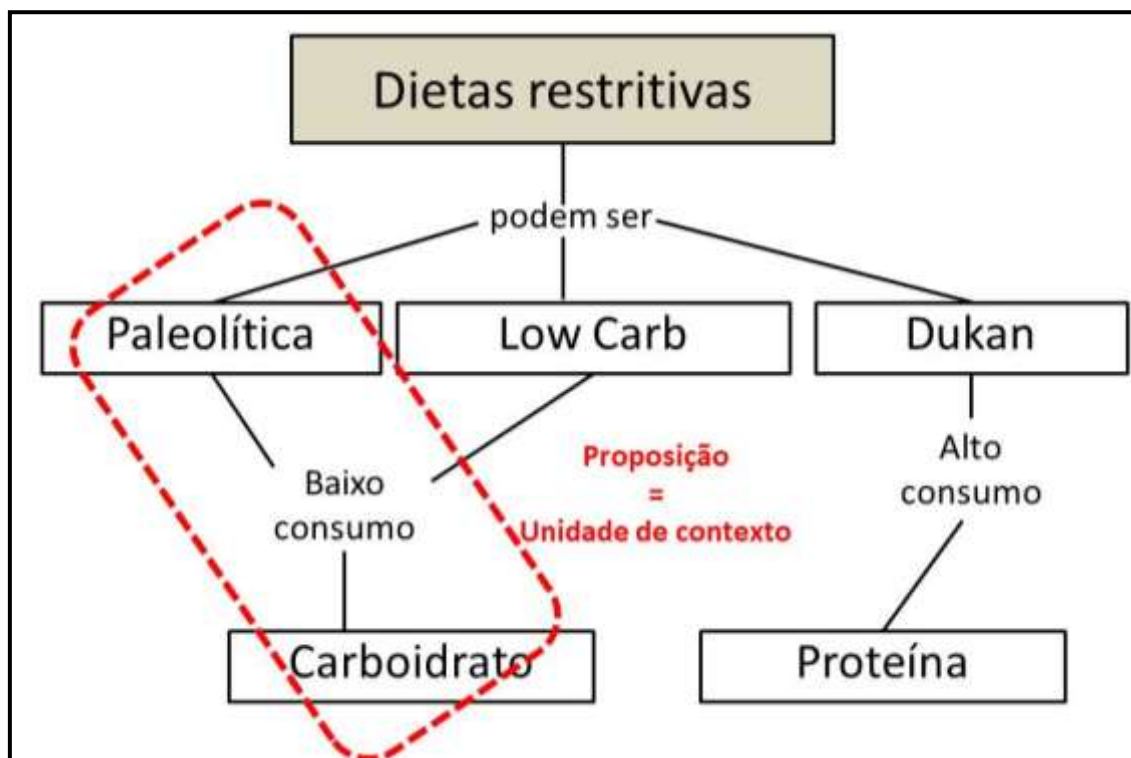 Dietas restritivas
podem ser
Paleolítica
Low Carb
Dukan
Baixo
consumo
Proposição
=
Unidade de contexto
Alto
consumo
Carboidrato
Proteína